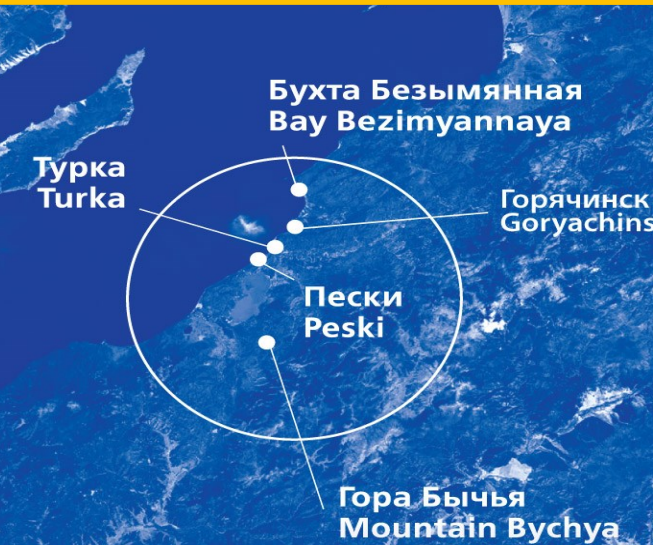 Бухта Безымянная
Bay Bezimyannaya
Турка
Turka
Горячинск
Goryachins
Пески
Peski
Гора Бычья
Mountain Bychya